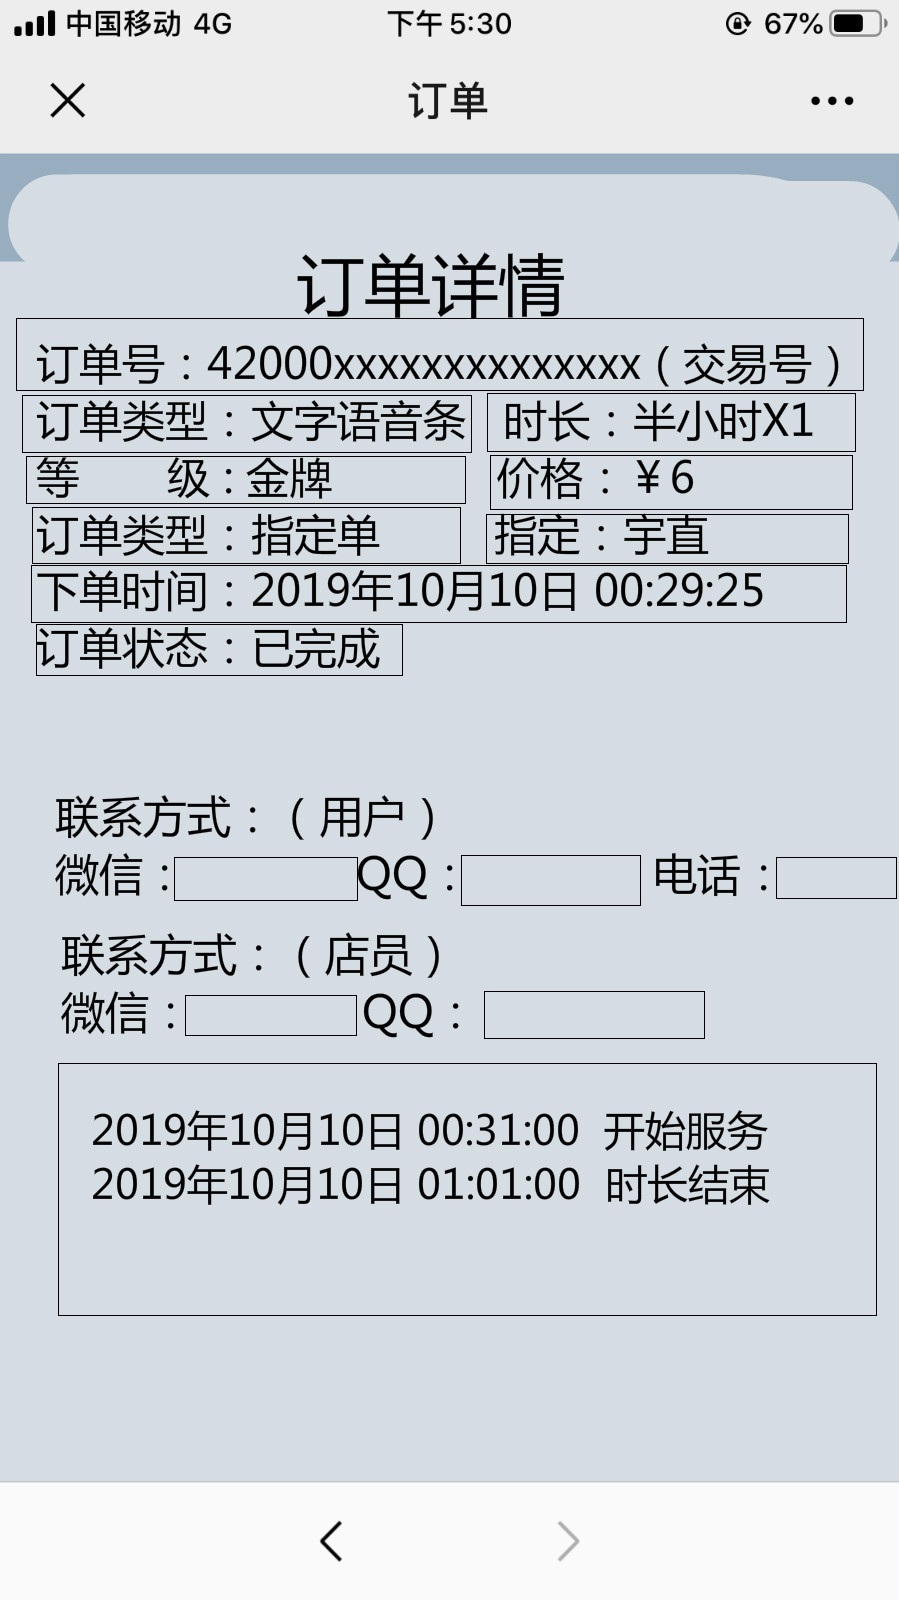 中国移动 4G 下午 5:30 67%
订单
订单详情
订单号：42000xxxxxxxxxxxxxx（交易号）
订单类型：文字语音条 时长：半小时X1
等 级：金牌 价格：¥6
订单类型：指定单 指定：宇直
下单时间：2019年10月10日 00:29:25
订单状态：已完成
联系方式：（用户）
微信： QQ： 电话：
联系方式：（店员）
微信： QQ：
2019年10月10日 00:31:00 开始服务
2019年10月10日 01:01:00 时长结束